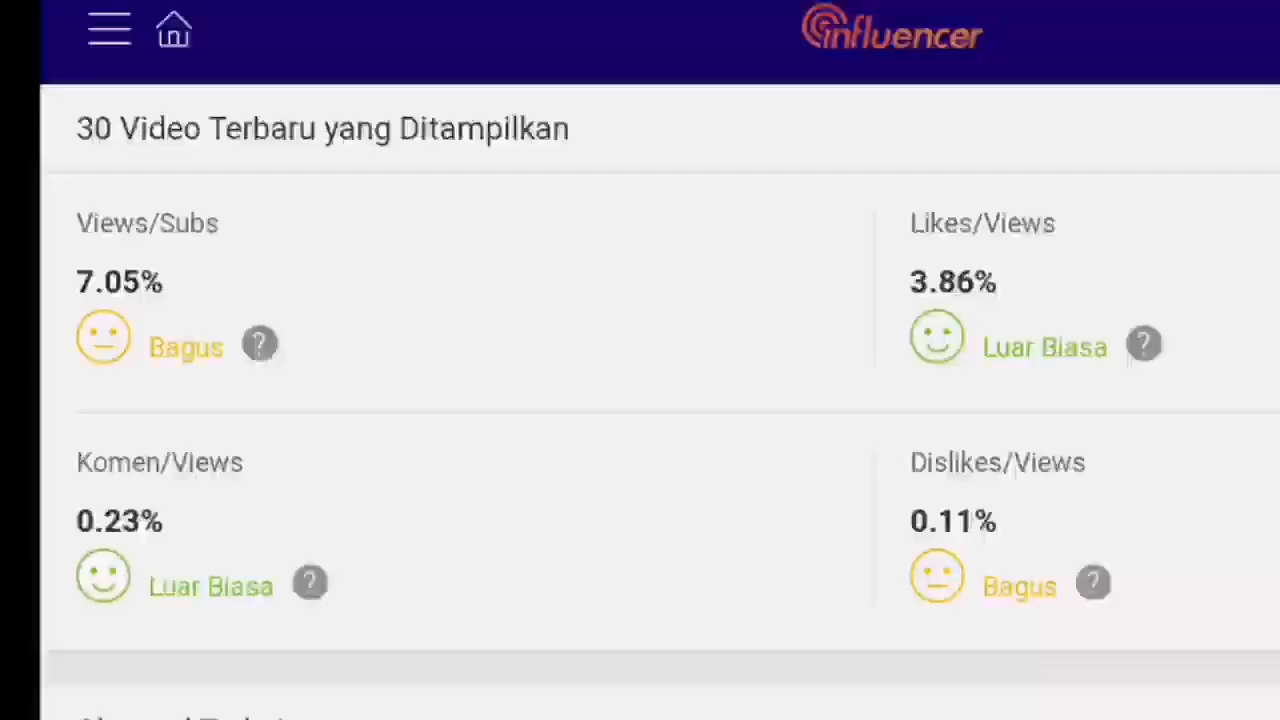 influencer
30 Video Terbaru yang Ditampilkan
Views/Subs
7.05%
Bagus ?
Likes/Views
3.86%
Luar Biasa ?
Komen/Views
0.23%
Luar Biasa ?
Dislikes/Views
0.11%
Bagus ?